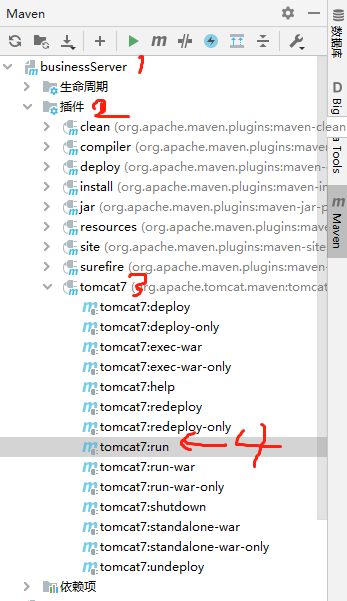 Maven
businessServer 1
生命周期
插件 2
clean (org.apache.maven.plugins:maven-clean
compiler (org.apache.maven.plugins:maven-
deploy (org.apache.maven.plugins:maven-d
install (org.apache.maven.plugins:maven-in
jar (org.apache.maven.plugins:maven-jar-p
resources (org.apache.maven.plugins:maven
site (org.apache.maven.plugins:maven-site
surefire (org.apache.maven.plugins:maven-
tomcat7 3 (org.apache.tomcat.maven:tomcat
tomcat7:deploy
tomcat7:deploy-only
tomcat7:exec-war
tomcat7:exec-war-only
tomcat7:help
tomcat7:redeploy
tomcat7:redeploy-only
tomcat7:run 4
tomcat7:run-war
tomcat7:run-war-only
tomcat7:shutdown
tomcat7:standalone-war
tomcat7:standalone-war-only
tomcat7:undeploy
依赖项
数据库
D Big
a Tools
m Maven